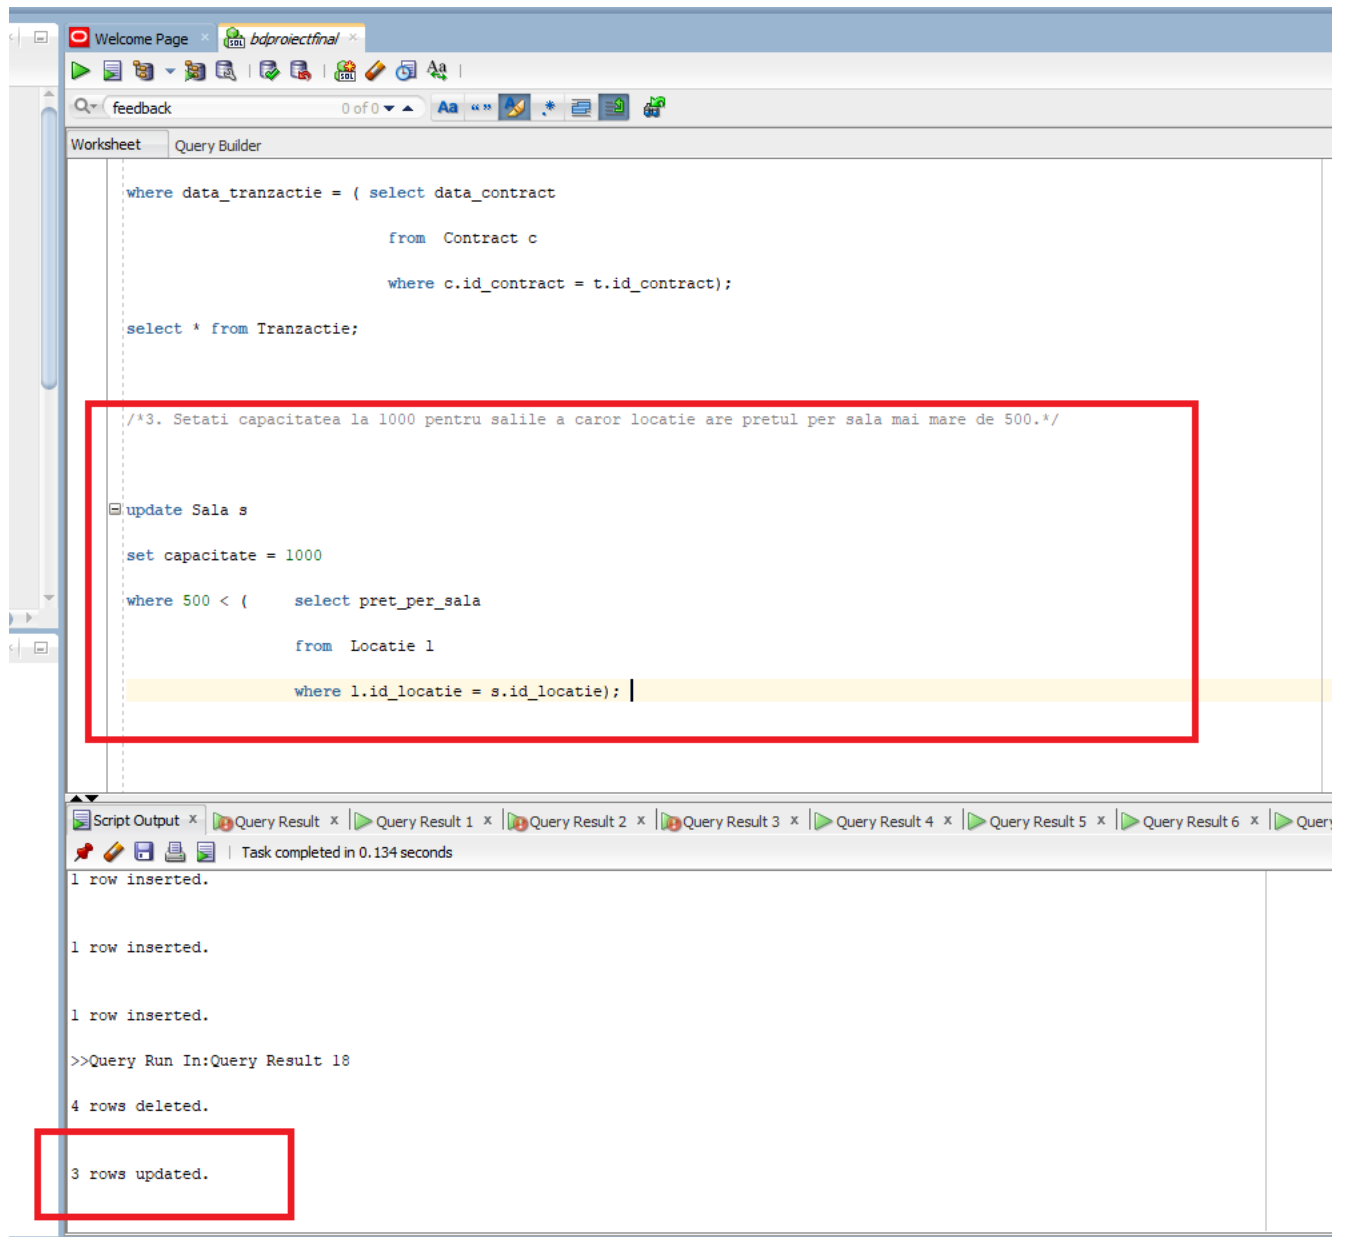 Welcome Page
bdproiectfinal
feedback 0 of 0 Aa “”
Worksheet Query Builder
where data_tranzactie = ( select data_contract
from Contract c
where c.id_contract = t.id_contract);
select * from Tranzactie;
/*3. Setati capacitatea la 1000 pentru salile a caror locatie are pretul per sala mai mare de 500.*/
update Sala s
set capacitate = 1000
where 500 < ( select pret_per_sala
from Locatie l
where l.id_locatie = s.id_locatie);
Script Output x Query Result x Query Result 1 x Query Result 2 x Query Result 3 x Query Result 4 x Query Result 5 x Query Result 6 x Query
Task completed in 0.134 seconds
1 row inserted.
1 row inserted.
1 row inserted.
>>Query Run In:Query Result 18
4 rows deleted.
3 rows updated.